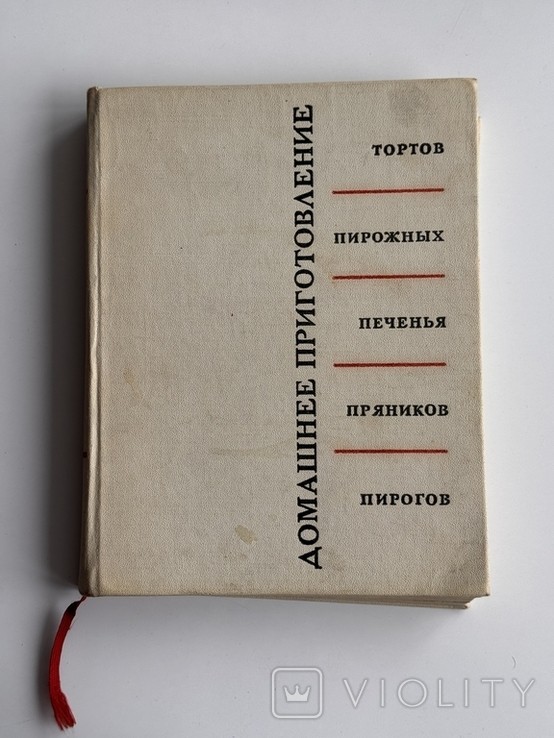 ДОМАШНЕЕ ПРИГОТОВЛЕНИЕ
ТОРТОВ
ПИРОЖНЫХ
ПЕЧЕНЬЯ
ПРЯНИКОВ
ПИРОГОВ
VIOLITY